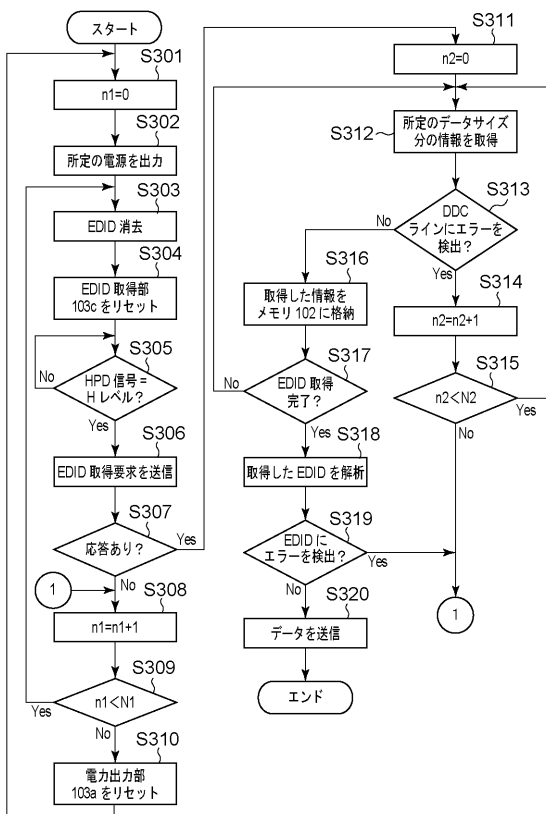 スタート
S301
n1=0
S302
所定の電源を出力
S303
EDID 消去
S304
EDID 取得部
103c をリセット
S305
HPD 信号 =
H レベル?
No
Yes
S306
EDID 取得要求を送信
S307
応答あり?
Yes
No
1
S308
n1=n1+1
S309
n1<N1
Yes
No
S310
電力出力部
103a をリセット
S311
n2=0
S312
所定のデータサイズ
分の情報を取得
S313
DDC
ラインにエラーを
検出?
No
Yes
S314
n2=n2+1
S315
n2<N2
Yes
No
S316
取得した情報を
メモリ 102 に格納
S317
EDID 取得
完了?
No
Yes
S318
取得した EDID を解析
S319
EDID に
エラーを検出?
Yes
No
S320
データを送信
エンド
1